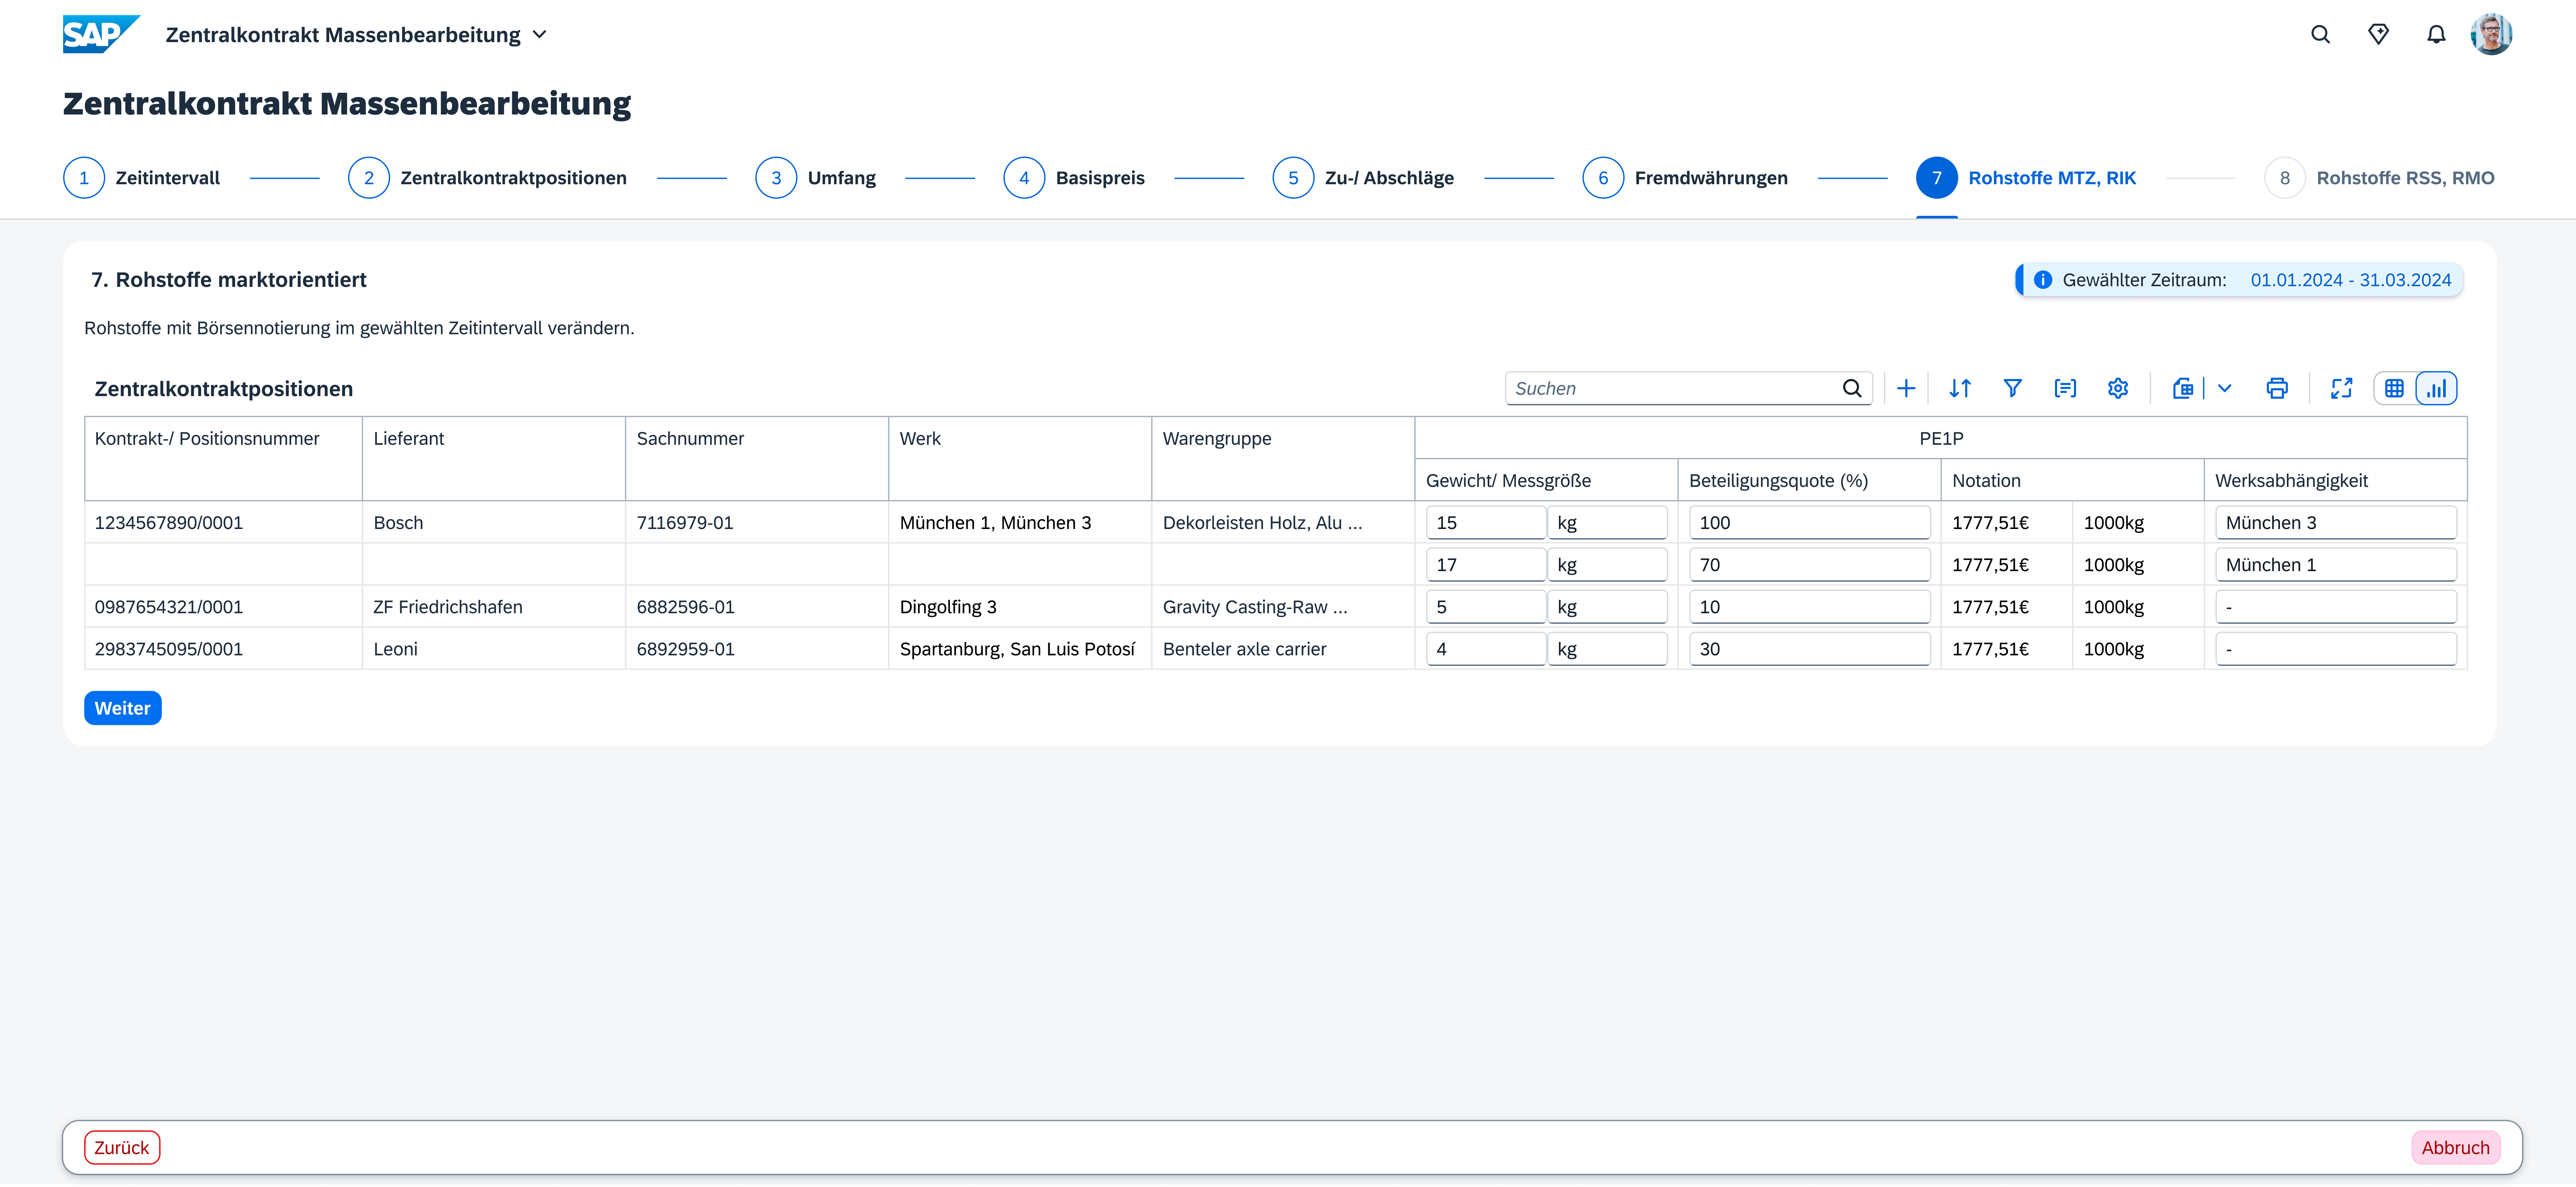 SAP Zentralkontrakt Massenbearbeitung
Zentralkontrakt Massenbearbeitung
1 Zeitintervall 2 Zentralkontraktpositionen 3 Umfang 4 Basispreis 5 Zu-/ Abschläge 6 Fremdwährungen 7 Rohstoffe MTZ, RIK 8 Rohstoffe RSS, RMO
7. Rohstoffe marktorientiert
Gewählter Zeitraum: 01.01.2024 - 31.03.2024
Rohstoffe mit Börsennotierung im gewählten Zeitintervall verändern.
Zentralkontraktpositionen
Suchen
Kontrakt-/ Positionsnummer Lieferant Sachnummer Werk Warengruppe PE1P
Gewicht/ Messgröße Beteiligungsquote (%) Notation Werksabhängigkeit
1234567890/0001 Bosch 7116979-01 München 1, München 3 Dekorleisten Holz, Alu ... 15 kg 100 1777,51€ 1000kg München 3
17 kg 70 1777,51€ 1000kg München 1
0987654321/0001 ZF Friedrichshafen 6882596-01 Dingolfing 3 Gravity Casting-Raw ... 5 kg 10 1777,51€ 1000kg -
2983745095/0001 Leoni 6892959-01 Spartanburg, San Luis Potosí Benteler axle carrier 4 kg 30 1777,51€ 1000kg -
Weiter
Zurück
Abbruch